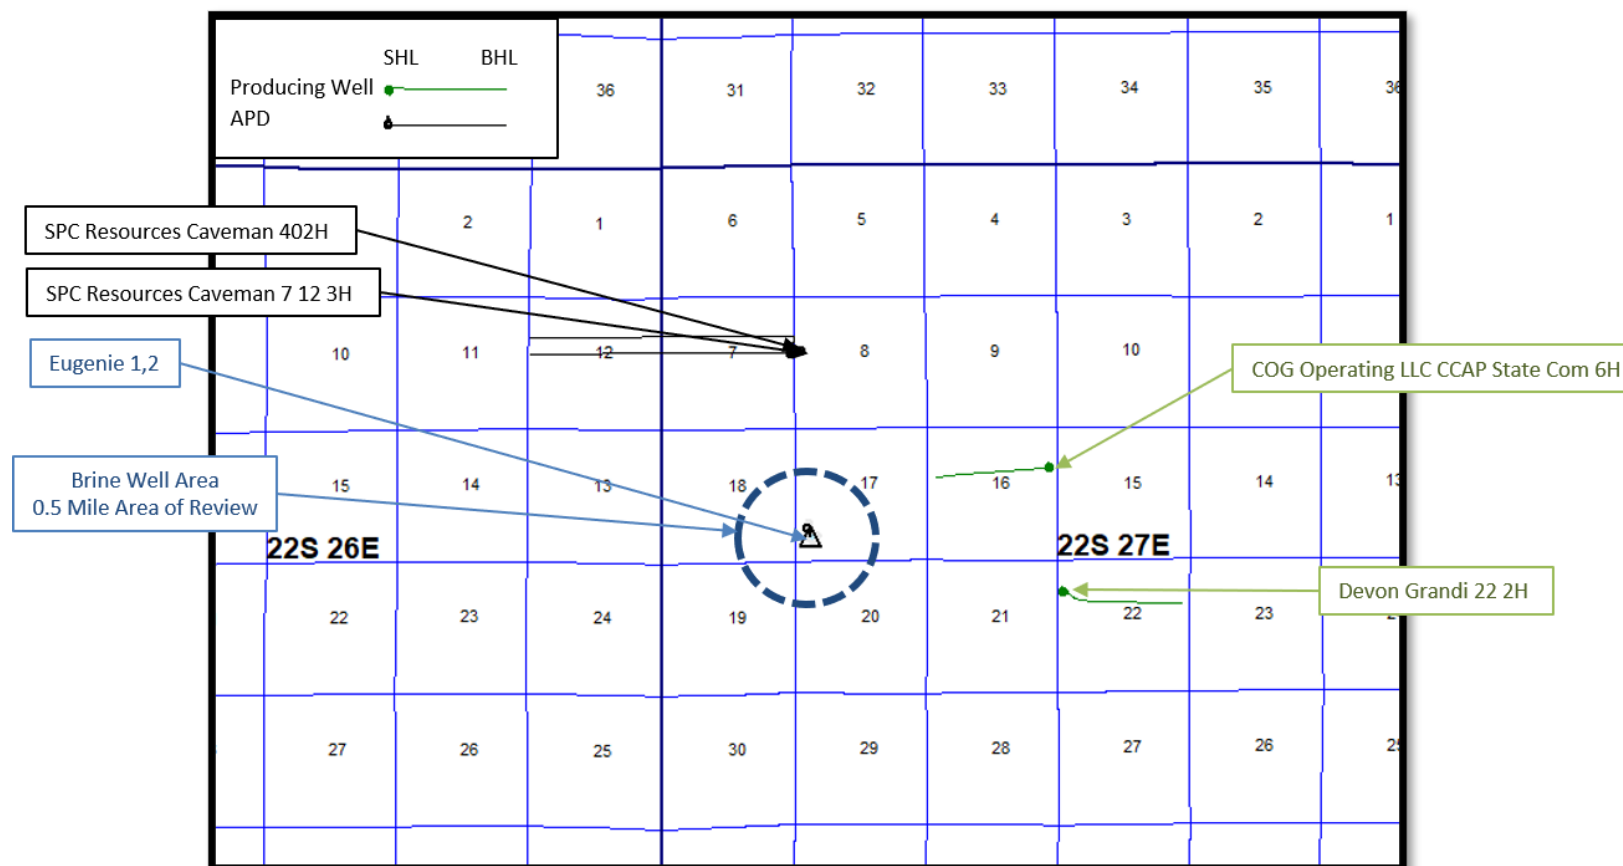 SHL BHL
Producing Well
APD
36 31 32 33 34 35 36
SPC Resources Caveman 402H
2 1 6 5 4 3 2 1
SPC Resources Caveman 7 12 3H
Eugenie 1,2
10 11 12 7 8 9 10
COG Operating LLC CCAP State Com 6H
Brine Well Area
0.5 Mile Area of Review
15 14 13 18 17 16 15 14 13
22S 26E 22S 27E
Devon Grandi 22 2H
22 23 24 19 20 21 22 23
27 26 25 30 29 28 27 26 25